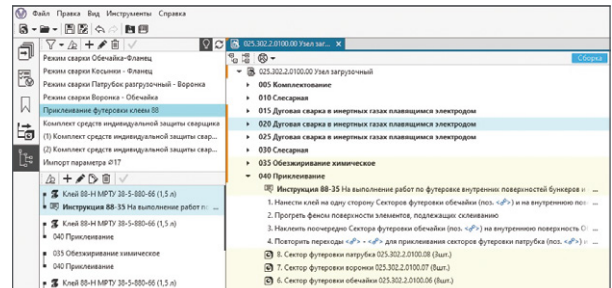 Файл Правка Вид Инструменты Справка
025.302.2.0100.00 Узел заг...
Режим сварки Обечайка-Фланец
Режим сварки Косынки - Фланец
Режим сварки Патрубок разгрузочный - Воронка
Режим сварки Воронка - Обечайка
Приклеивание футеровки клеем 88
Комплект средств индивидуальной защиты сварщика
(1) Комплект средств индивидуальной защиты свар...
(2) Комплект средств индивидуальной защиты свар...
Импорт параметра Ø17
Клей 88-Н МРТУ 38-5-880-66 (1,5 л)
Инструкция 88-35 На выполнение работ по
Клей 88-Н МРТУ 38-5-880-66 (1,5 л)
040 Приклеивание
035 Обезжиривание химическое
040 Приклеивание
Клей 88-Н МРТУ 38-5-880-66 (1,5 л)
Сборка
025.302.2.0100.00 Узел загрузочный
005 Комплектование
010 Слесарная
015 Дуговая сварка в инертных газах плавящимся электродом
020 Дуговая сварка в инертных газах плавящимся электродом
025 Дуговая сварка в инертных газах плавящимся электродом
030 Слесарная
035 Обезжиривание химическое
040 Приклеивание
Инструкция 88-35 На выполнение работ по футеровке внутренних поверхностей бункеров и ...
1. Нанести клей на одну сторону Секторов футеровки обечайки (поз. <𝒫>) и на внутреннюю пов
2. Прогреть феном поверхности элементов, подлежащих склеиванию
3. Наклеить поочередно Сектора футеровки обечайки (поз. <𝒫>) на внутреннюю поверхность
4. Повторить переходы <𝒫> - <𝒫> для приклеивания секторов футеровки патрубка (поз. <𝒫>)
8. Сектор футеровки патрубка 025.302.2.0100.08 (3шт.)
7. Сектор футеровки воронки 025.302.2.0100.07 (8шт.)
6. Сектор футеровки обечайки 025.302.2.0100.06 (8шт.)